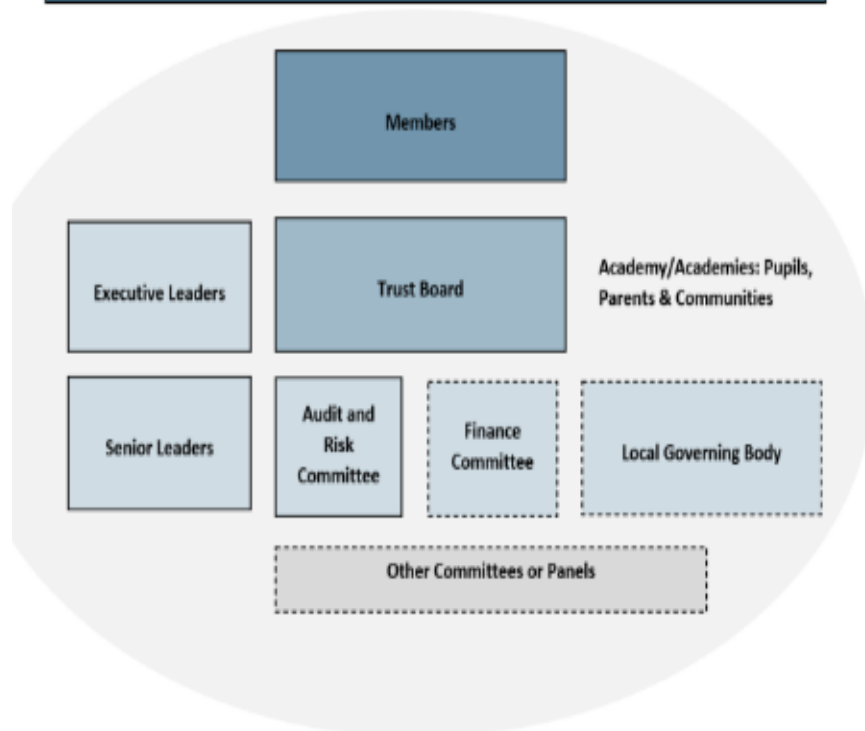 Members
Executive Leaders
Trust Board
Academy/Academies: Pupils,
Parents & Communities
Senior Leaders
Audit and
Risk
Committee
Finance
Committee
Local Governing Body
Other Committees or Panels